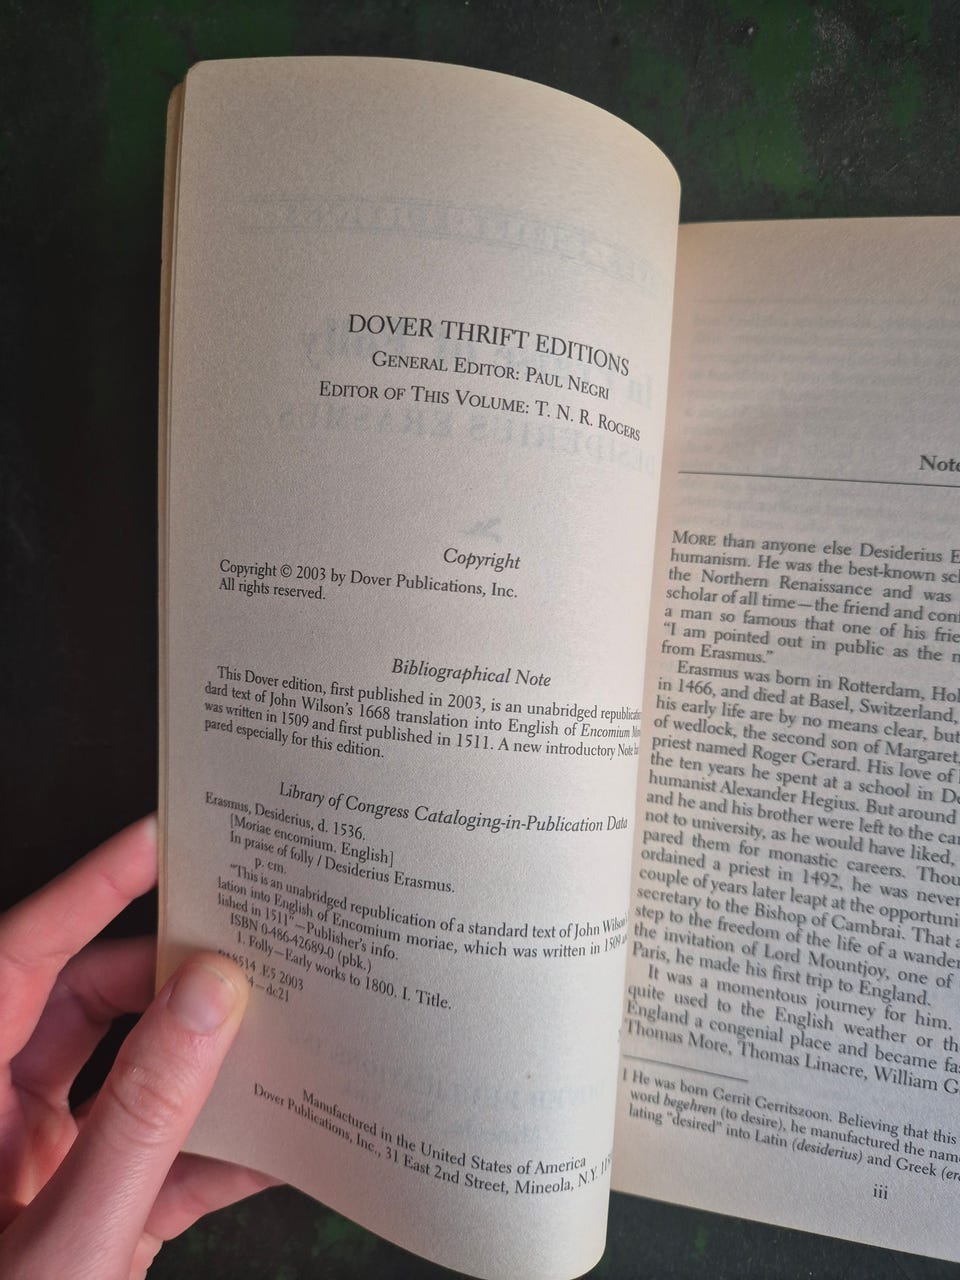 DOVER THRIFT EDITIONS
GENERAL EDITOR: PAUL NEGRI
EDITOR OF THIS VOLUME: T. N. R. ROGERS
Copyright
Copyright © 2003 by Dover Publications, Inc.
All rights reserved.
Bibliographical Note
This Dover edition, first published in 2003, is an unabridged
dard text of John Wilson's 1668 translation into English of Encomium
was written in 1509 and first published in 1511. A new introductory Note
pared especially for this edition.
Library of Congress Cataloging-in-Publication Data
Erasmus, Desiderius, d. 1536.
[Moriae encomium. English]
In praise of folly / Desiderius Erasmus.
p. cm.
"This is an unabridged republication of a standard text of John
lation into English of Encomium moriae, which was written in 1509
lished in 1511"—Publisher's info.
ISBN 0-486-42689-0 (pbk.)
1. Folly—Early works to 1800. I. Title.
8514 .E5 2003
4—dc21
Manufactured in the United States of America
Dover Publications, Inc., 31 East 2nd Street, Mineola, N.Y.
Note
MORE than anyone else Desiderius E
humanism. He was the best-known
the Northern Renaissance and was
scholar of all time—the friend and
a man so famous that one of his
"I am pointed out in public as the
from Erasmus."
Erasmus was born in Rotterdam,
in 1466, and died at Basel, Switzerland,
his early life are by no means clear, but
of wedlock, the second son of Margaret,
priest named Roger Gerard. His love of
the ten years he spent at a school in
humanist Alexander Hegius. But around
and he and his brother were left to the
not to university, as he would have liked,
pared them for monastic careers.
ordained a priest in 1492, he was never
couple of years later leapt at the
secretary to the Bishop of Cambrai. That
step to the freedom of the life of a
the invitation of Lord Mountjoy, one of
Paris, he made his first trip to England.
It was a momentous journey for him.
quite used to the English weather or
England a congenial place and became
Thomas More, Thomas Linacre, William G
1 He was born Gerrit Gerritszoon. Believing that this
word begehren (to desire), he manufactured the
lating "desired" into Latin (desiderius) and Greek
iii